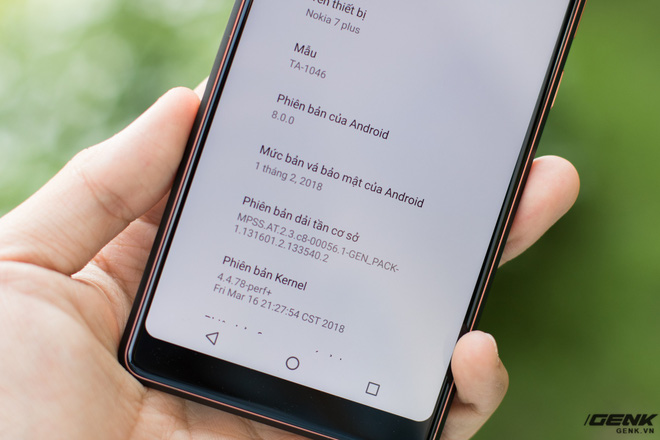 Tên thiết bị
Nokia 7 plus
Mẫu
TA-1046
Phiên bản của Android
8.0.0
Mức bản vá bảo mật của Android
1 tháng 2, 2018
Phiên bản dải tần cơ sở
MPSS.AT.2.3.c8-00056.1-GEN_PACK-
1.131601.2.133540.2
Phiên bản Kernel
4.4.78-perf+
Fri Mar 16 21:27:54 CST 2018
GENK
GENK.VN